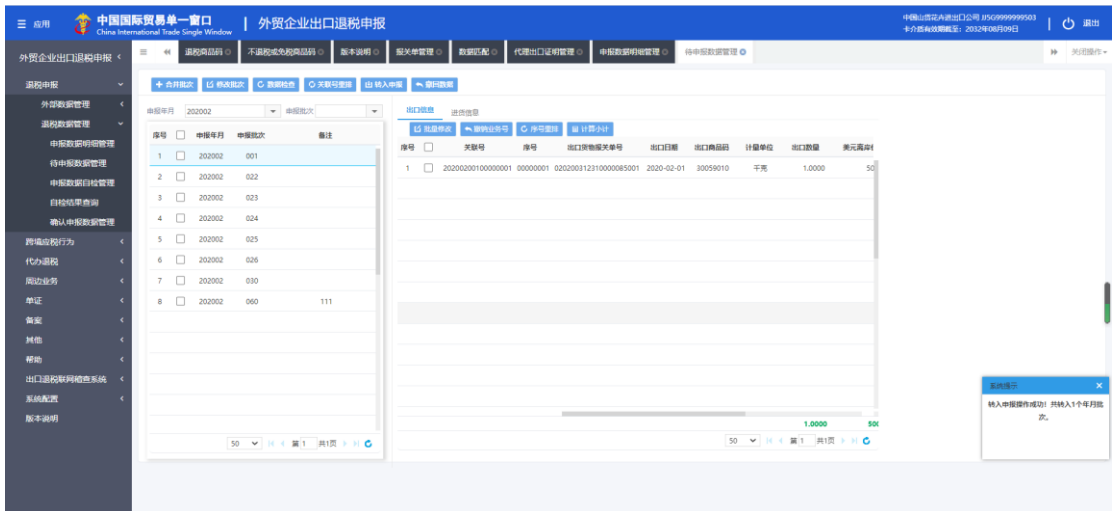 应用
中国国际贸易单一窗口
China International Trade Single Window
外贸企业出口退税申报
中国山雪花卉进出口公司 JJSG9999999503
卡介质有效期截至：2032年08月09日
退出
外贸企业出口退税申报
退税商品码
不退税或免税商品码
版本说明
报关单管理
数据匹配
代理出口证明管理
申报数据明细管理
待申报数据管理
关闭操作
退税申报
外部数据管理
退税数据管理
申报数据明细管理
待申报数据管理
申报数据自检管理
自检结果查询
确认申报数据管理
跨境应税行为
代办退税
周边业务
单证
备案
其他
帮助
出口退税联网稽查系统
系统配置
版本说明
合并批次 修改批次 数据检查 关联号重排 转入申报 撤回数据
申报年月 202002 申报批次
序号 申报年月 申报批次 备注
1 202002 001
2 202002 022
3 202002 023
4 202002 024
5 202002 025
6 202002 026
7 202002 030
8 202002 060 111
50 第 1 共1页
出口信息 进货信息
批量修改 撤销业务号 序号重排 计算小计
序号 关联号 序号 出口货物报关单号 出口日期 出口商品码 计量单位 出口数量 美元离岸价
1 20200200100000001 00000001 020200312310000085001 2020-02-01 30059010 千克 1.0000 50
1.0000 500
50 第 1 共1页
系统提示
转入申报操作成功！共转入1个年月批
次。